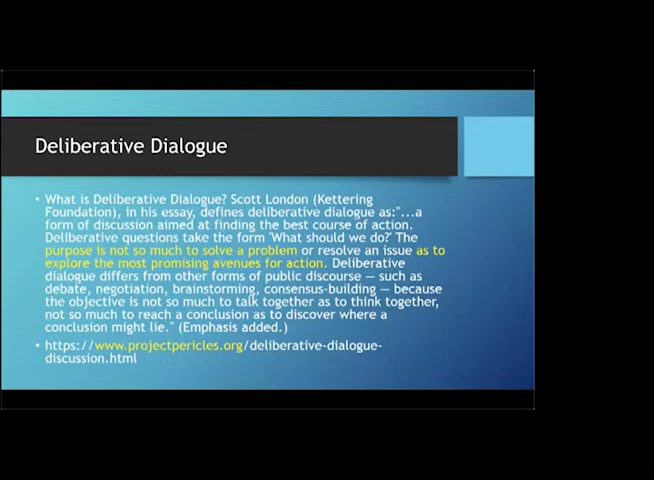 Deliberative Dialogue
• What is Deliberative Dialogue? Scott London (Kettering
Foundation), in his essay, defines deliberative dialogue as:"...a
form of discussion aimed at finding the best course of action.
Deliberative questions take the form 'What should we do?' The
purpose is not so much to solve a problem or resolve an issue as to
explore the most promising avenues for action. Deliberative
dialogue differs from other forms of public discourse — such as
debate, negotiation, brainstorming, consensus-building — because
the objective is not so much to talk together as to think together,
not so much to reach a conclusion as to discover where a
conclusion might lie." (Emphasis added.)
• https://www.projectpericles.org/deliberative-dialogue-
discussion.html